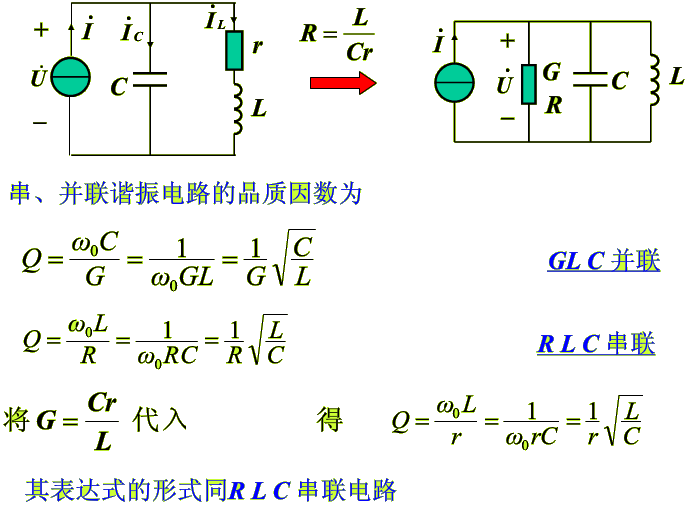 + İ İ_C İ_L r U̇ C L −
R = L/(Cr)
İ + U̇ G R C L −
串、并联谐振电路的品质因数为
Q = ω₀C/G = 1/(ω₀GL) = (1/G)√(C/L) GL C 并联
Q = ω₀L/R = 1/(ω₀RC) = (1/R)√(L/C) R L C 串联
将 G = Cr/L 代入 得 Q = ω₀L/r = 1/(ω₀rC) = (1/r)√(L/C)
其表达式的形式同R L C 串联电路